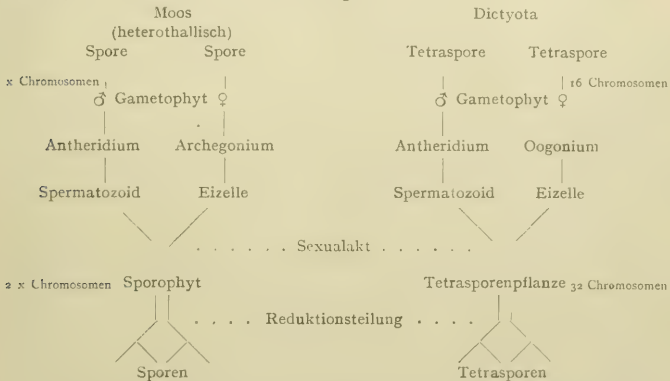 Moos Dictyota
(heterothallisch)
Spore Spore Tetraspore Tetraspore
x Chromosomen 16 Chromosomen
♂ Gametophyt ♀ ♂ Gametophyt ♀
Antheridium Archegonium Antheridium Oogonium
Spermatozoid Eizelle Spermatozoid Eizelle
. . . . . . Sexualakt . . . . . .
2 x Chromosomen Sporophyt Tetrasporenpflanze 32 Chromosomen
. . . . Reduktionsteilung . . . .
Sporen Tetrasporen